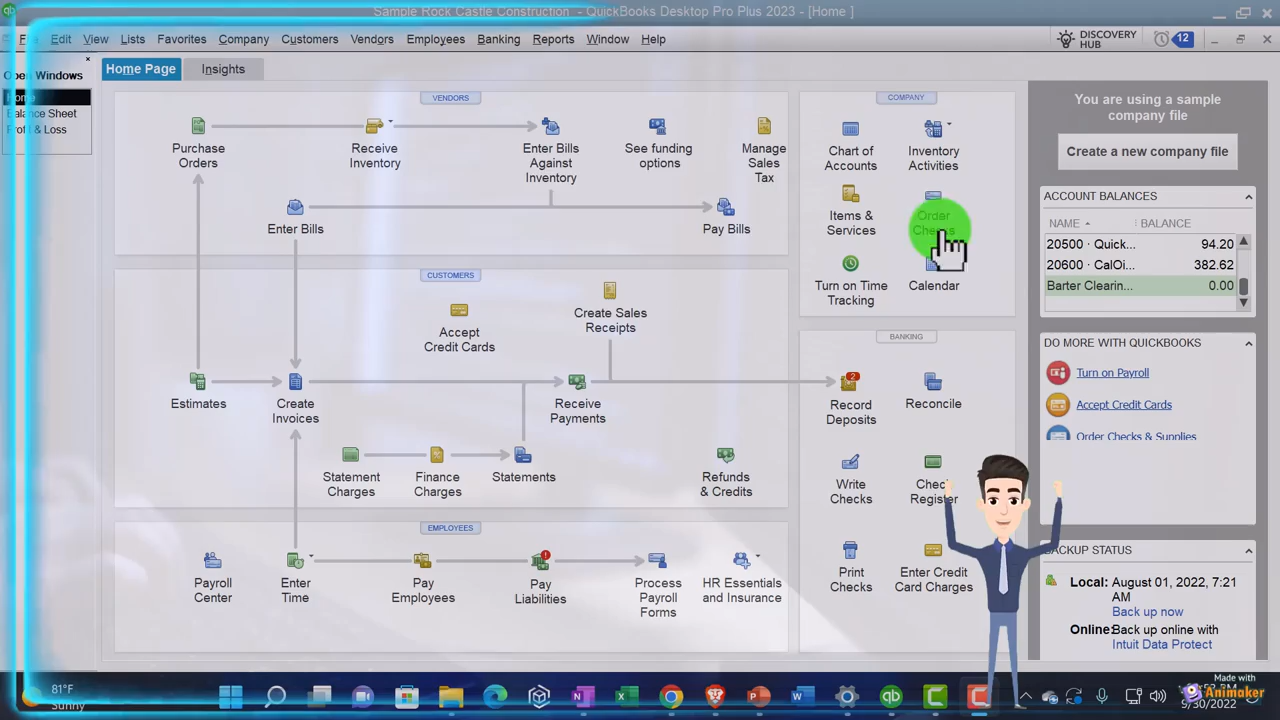 Sample Rock Castle Construction - QuickBooks Desktop Pro Plus 2023 - [Home ]
Edit View Lists Favorites Company Customers Vendors Employees Banking Reports Window Help
DISCOVERY
HUB
12
Open Windows
Home
Balance Sheet
Profit & Loss
Home Page
Insights
VENDORS
Purchase
Orders
Receive
Inventory
Enter Bills
Against
Inventory
See funding
options
Manage
Sales
Tax
Enter Bills
Pay Bills
CUSTOMERS
Accept
Credit Cards
Create Sales
Receipts
Estimates
Create
Invoices
Receive
Payments
Statement
Charges
Finance
Charges
Statements
Refunds
& Credits
EMPLOYEES
Payroll
Center
Enter
Time
Pay
Employees
Pay
Liabilities
Process
Payroll
Forms
HR Essentials
and Insurance
COMPANY
Chart of
Accounts
Inventory
Activities
Items &
Services
Order
Checks
Turn on Time
Tracking
Calendar
BANKING
2
Record
Deposits
Reconcile
Write
Checks
Check
Register
Print
Checks
Enter Credit
Card Charges
You are using a sample
company file
Create a new company file
ACCOUNT BALANCES
NAME BALANCE
20500 · Quick... 94.20
20600 · CalOi... 382.62
Barter Clearin... 0.00
DO MORE WITH QUICKBOOKS
Turn on Payroll
Accept Credit Cards
Order Checks & Supplies
BACKUP STATUS
Local: August 01, 2022, 7:21
AM
Back up now
Online: Back up online with
Intuit Data Protect
81°F
Sunny
9/30/2022
Made with
Animaker